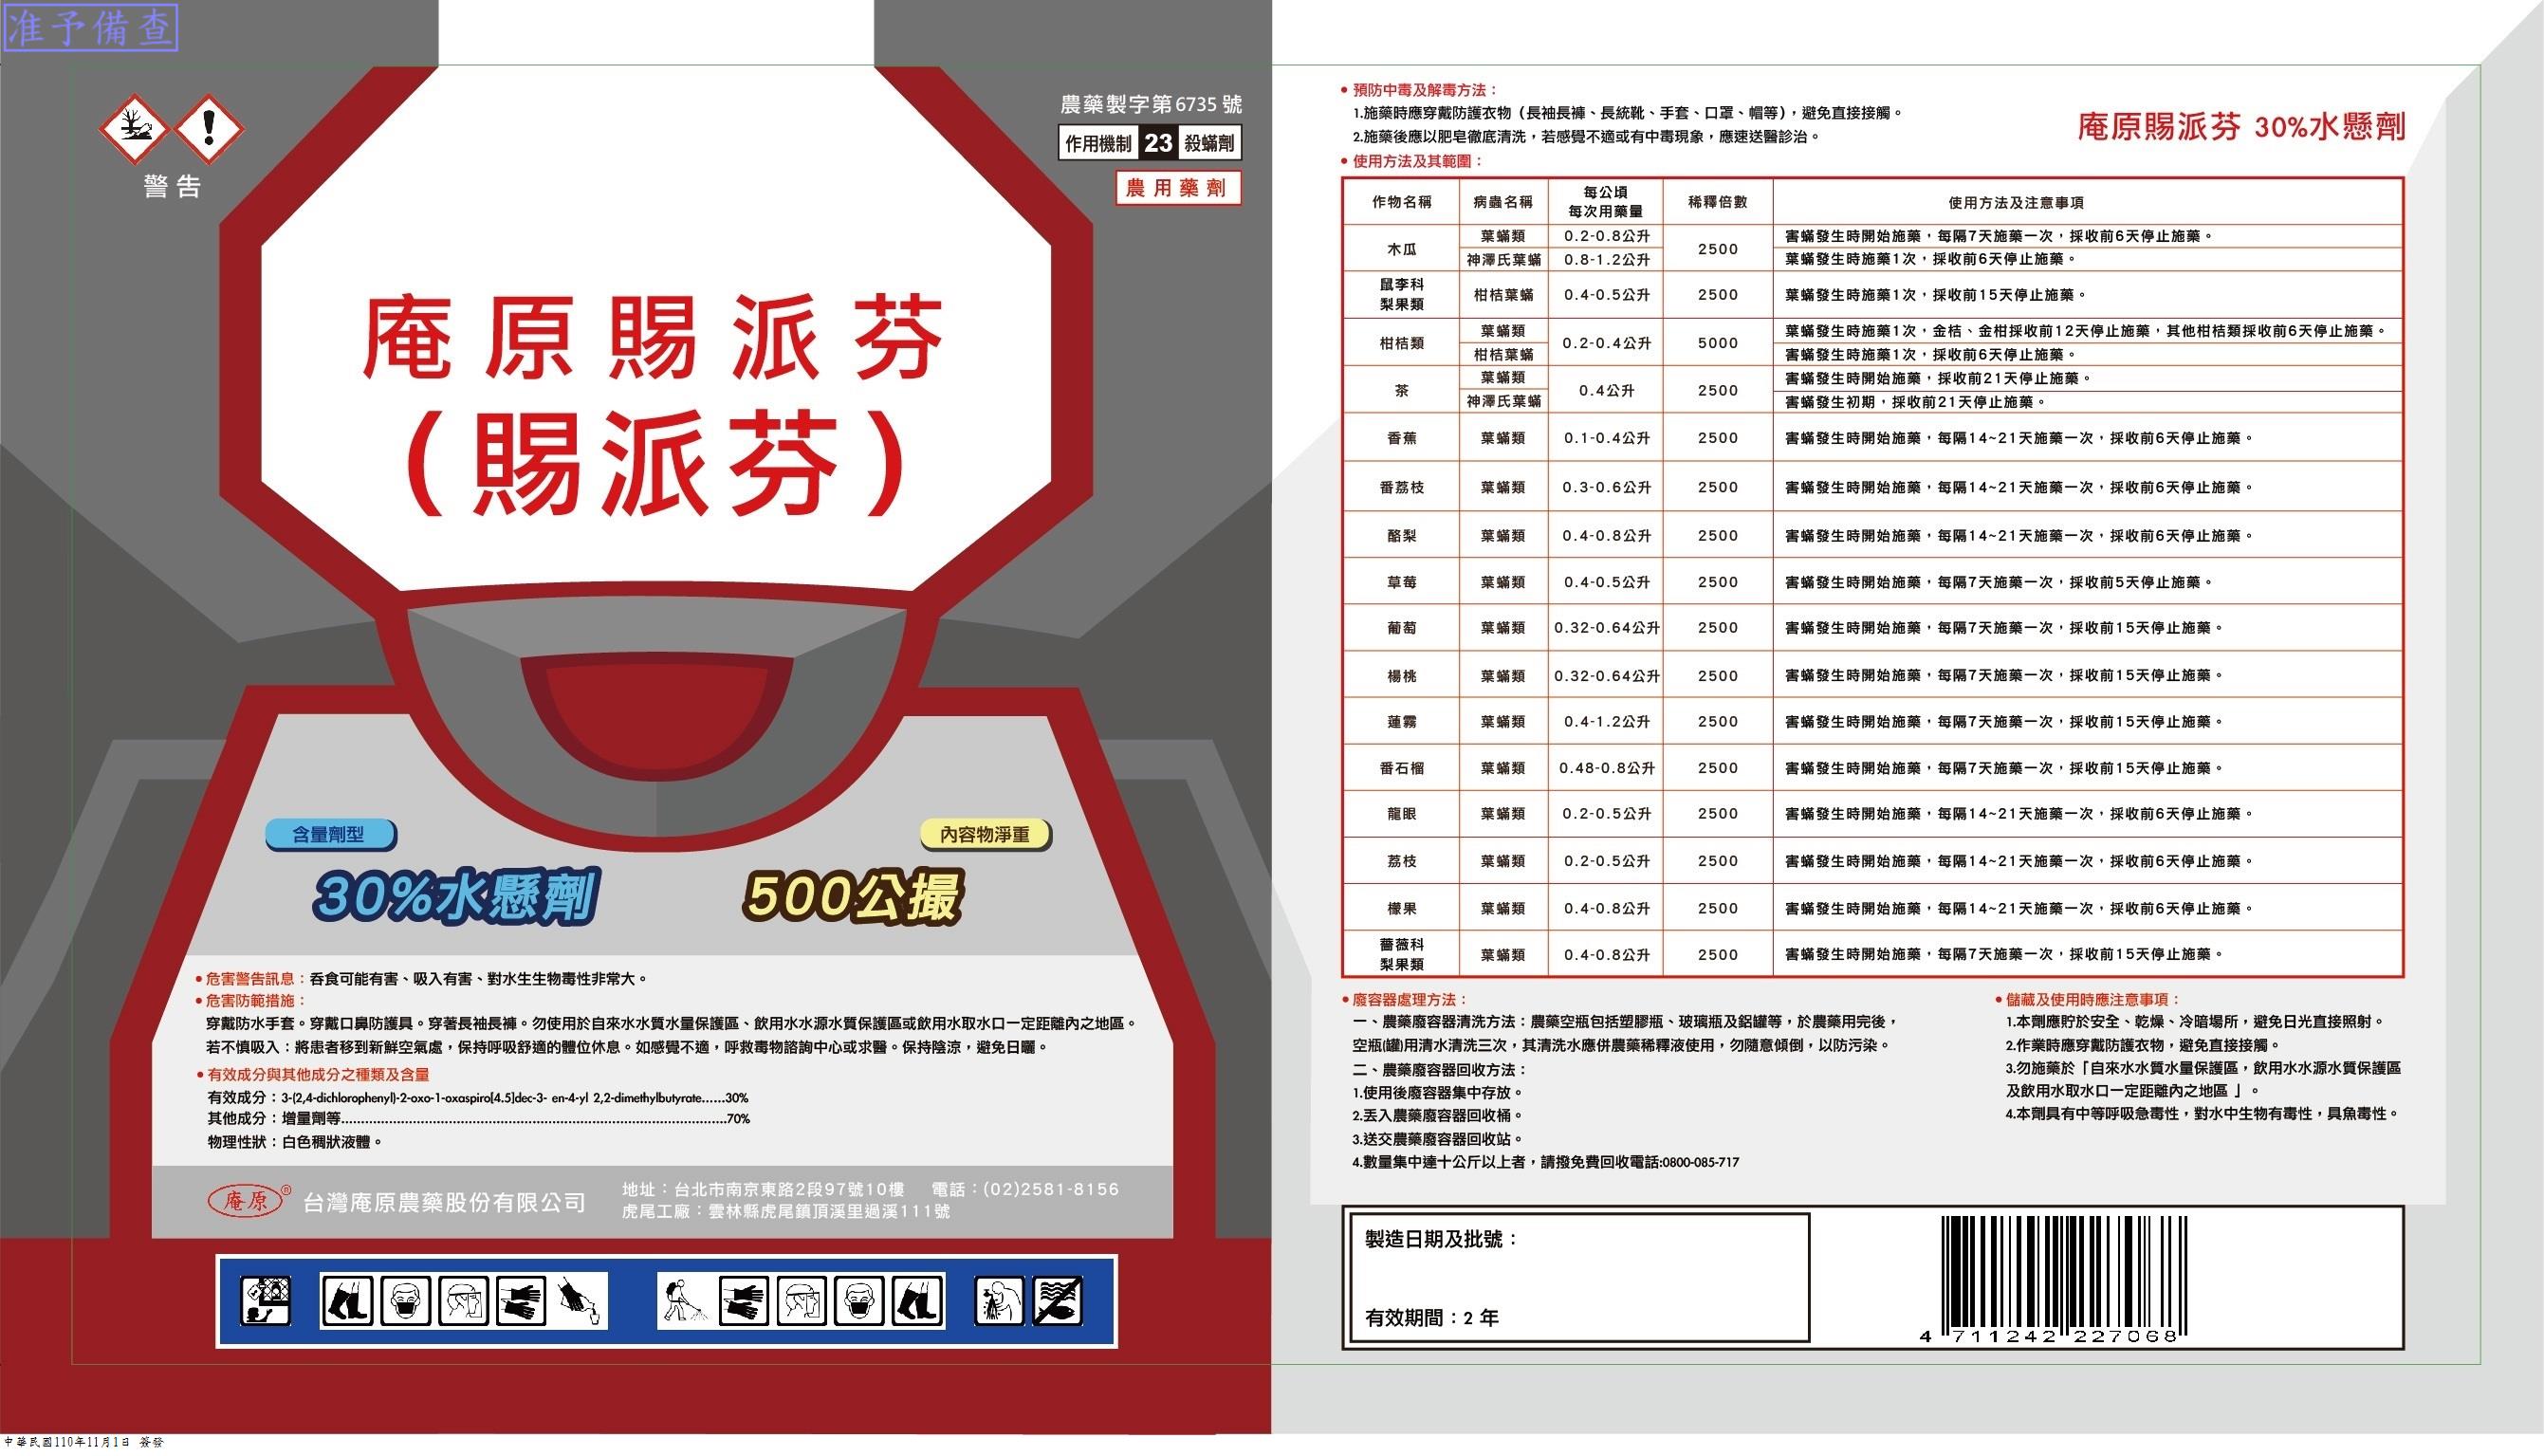 准予備查
警告
農藥製字第6735號
作用機制 23 殺蟎劑
農用藥劑
庵原賜派芬
(賜派芬)
含量劑型
30%水懸劑
內容物淨重
500公撮
•危害警告訊息：吞食可能有害、吸入有害、對水生生物毒性非常大。
•危害防範措施：
穿戴防水手套。穿戴口鼻防護具。穿著長袖長褲。勿使用於自來水水質水量保護區、飲用水水源水質保護區或飲用水取水口一定距離內之地區。
若不慎吸入：將患者移到新鮮空氣處，保持呼吸舒適的體位休息。如感覺不適，呼救毒物諮詢中心或求醫。保持陰涼，避免日曬。
•有效成分與其他成分之種類及含量
有效成分：3-(2,4-dichlorophenyl)-2-oxo-1-oxaspiro[4.5]dec-3- en-4-yl 2,2-dimethylbutyrate......30%
其他成分：增量劑等..........................................................................................70%
物理性狀：白色稠狀液體。
庵原® 台灣庵原農藥股份有限公司
地址：台北市南京東路2段97號10樓 電話：(02)2581-8156
虎尾工廠：雲林縣虎尾鎮頂溪里過溪111號
•預防中毒及解毒方法：
1.施藥時應穿戴防護衣物（長袖長褲、長統靴、手套、口罩、帽等），避免直接接觸。
2.施藥後應以肥皂徹底清洗，若感覺不適或有中毒現象，應速送醫診治。
•使用方法及其範圍：
庵原賜派芬 30%水懸劑
作物名稱 病蟲名稱 每公頃每次用藥量 稀釋倍數 使用方法及注意事項
木瓜 葉蟎類 0.2-0.8公升 2500 害蟎發生時開始施藥，每隔7天施藥一次，採收前6天停止施藥。
神澤氏葉蟎 0.8-1.2公升 葉蟎發生時施藥1次，採收前6天停止施藥。
鼠李科梨果類 柑桔葉蟎 0.4-0.5公升 2500 葉蟎發生時施藥1次，採收前15天停止施藥。
柑桔類 葉蟎類 0.2-0.4公升 5000 葉蟎發生時施藥1次，金桔、金柑採收前12天停止施藥，其他柑桔類採收前6天停止施藥。
柑桔葉蟎 害蟎發生時施藥1次，採收前6天停止施藥。
茶 葉蟎類 0.4公升 2500 害蟎發生時開始施藥，採收前21天停止施藥。
神澤氏葉蟎 害蟎發生初期，採收前21天停止施藥。
香蕉 葉蟎類 0.1-0.4公升 2500 害蟎發生時開始施藥，每隔14~21天施藥一次，採收前6天停止施藥。
番荔枝 葉蟎類 0.3-0.6公升 2500 害蟎發生時開始施藥，每隔14~21天施藥一次，採收前6天停止施藥。
酪梨 葉蟎類 0.4-0.8公升 2500 害蟎發生時開始施藥，每隔14~21天施藥一次，採收前6天停止施藥。
草莓 葉蟎類 0.4-0.5公升 2500 害蟎發生時開始施藥，每隔7天施藥一次，採收前5天停止施藥。
葡萄 葉蟎類 0.32-0.64公升 2500 害蟎發生時開始施藥，每隔7天施藥一次，採收前15天停止施藥。
楊桃 葉蟎類 0.32-0.64公升 2500 害蟎發生時開始施藥，每隔7天施藥一次，採收前15天停止施藥。
蓮霧 葉蟎類 0.4-1.2公升 2500 害蟎發生時開始施藥，每隔7天施藥一次，採收前15天停止施藥。
番石榴 葉蟎類 0.48-0.8公升 2500 害蟎發生時開始施藥，每隔7天施藥一次，採收前15天停止施藥。
龍眼 葉蟎類 0.2-0.5公升 2500 害蟎發生時開始施藥，每隔14~21天施藥一次，採收前6天停止施藥。
荔枝 葉蟎類 0.2-0.5公升 2500 害蟎發生時開始施藥，每隔14~21天施藥一次，採收前6天停止施藥。
檬果 葉蟎類 0.4-0.8公升 2500 害蟎發生時開始施藥，每隔14~21天施藥一次，採收前6天停止施藥。
薔薇科梨果類 葉蟎類 0.4-0.8公升 2500 害蟎發生時開始施藥，每隔7天施藥一次，採收前15天停止施藥。
•廢容器處理方法：
一、農藥廢容器清洗方法：農藥空瓶包括塑膠瓶、玻璃瓶及鋁罐等，於農藥用完後，
空瓶(罐)用清水清洗三次，其清洗水應併農藥稀釋液使用，勿隨意傾倒，以防污染。
二、農藥廢容器回收方法：
1.使用後廢容器集中存放。
2.丟入農藥廢容器回收桶。
3.送交農藥廢容器回收站。
4.數量集中達十公斤以上者，請撥免費回收電話:0800-085-717
•儲藏及使用時應注意事項：
1.本劑應貯於安全、乾燥、冷暗場所，避免日光直接照射。
2.作業時應穿戴防護衣物，避免直接接觸。
3.勿施藥於「自來水水質水量保護區，飲用水水源水質保護區
及飲用水取水口一定距離內之地區 」。
4.本劑具有中等呼吸急毒性，對水中生物有毒性，具魚毒性。
製造日期及批號：
有效期間：2 年
4 711242 227068
中華民國110年11月1日 簽發